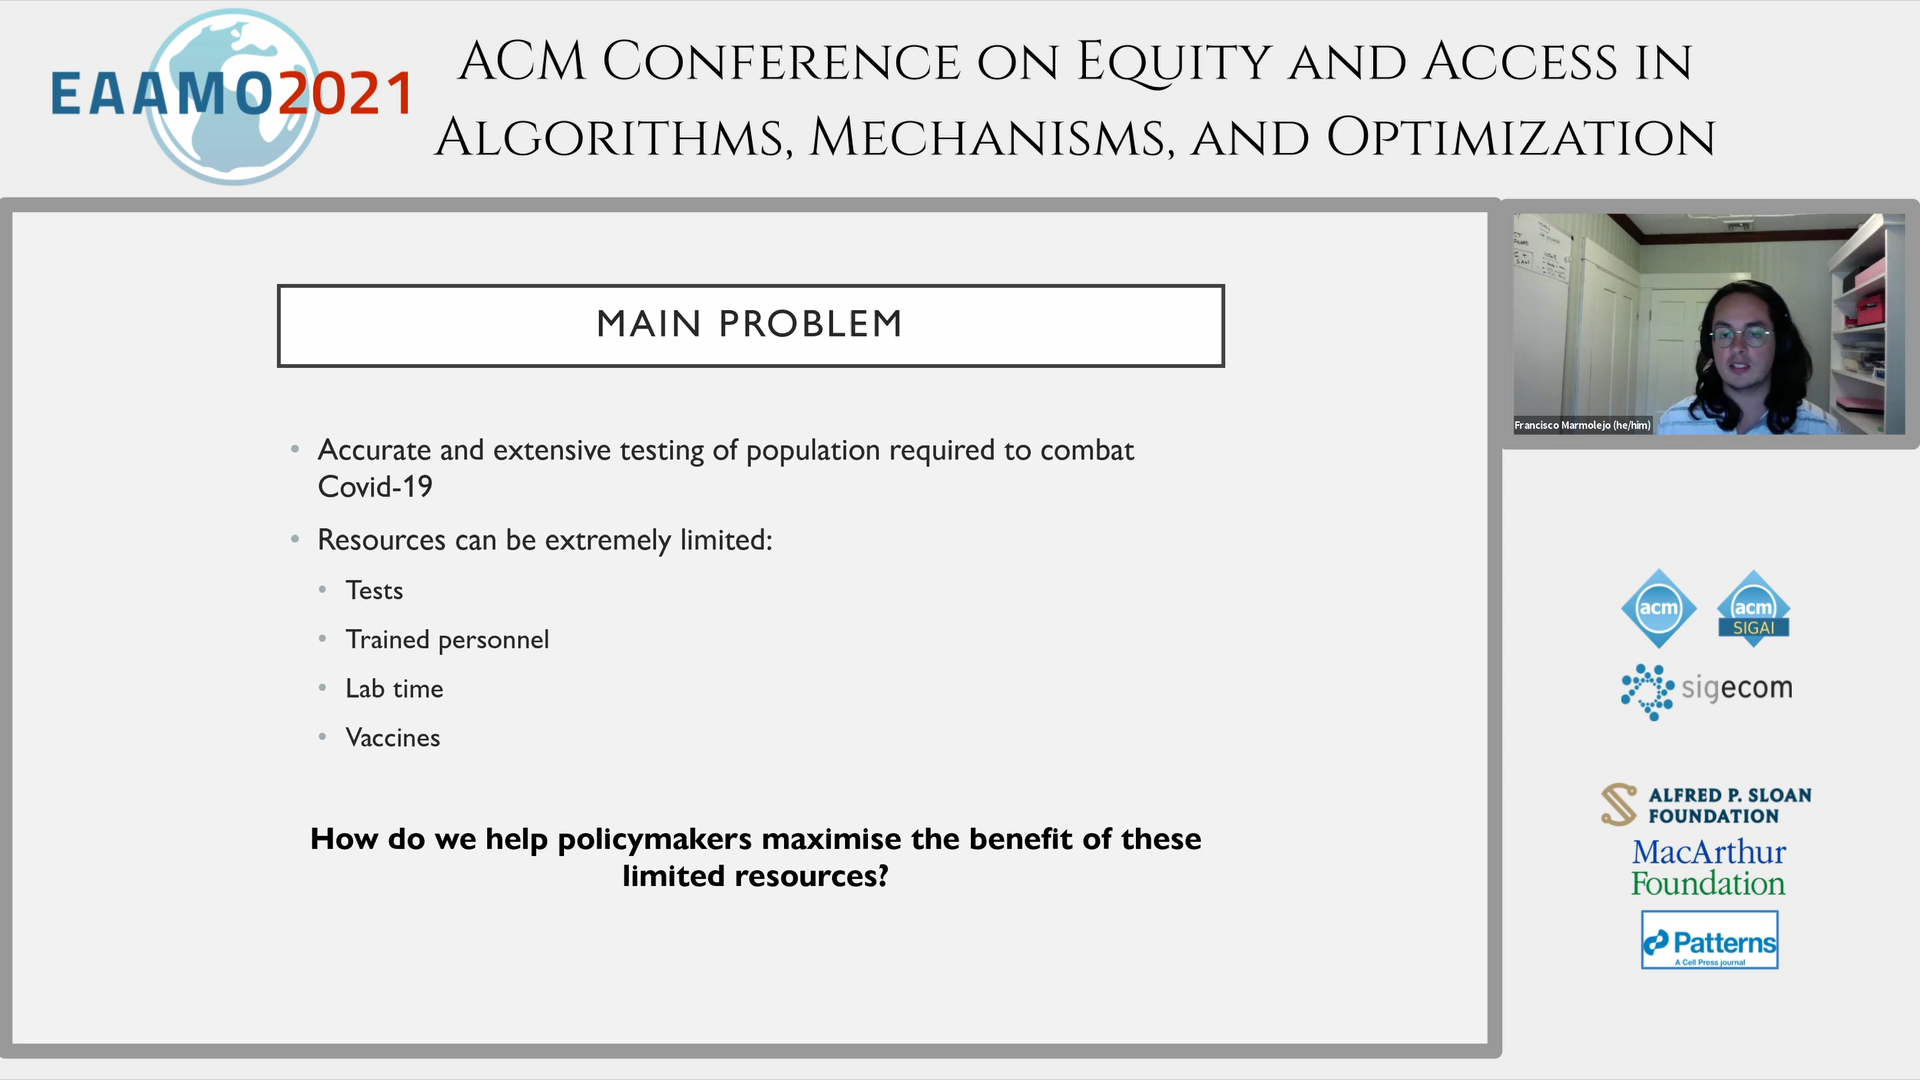 EAAMO2021
ACM Conference on Equity and Access in
Algorithms, Mechanisms, and Optimization
MAIN PROBLEM
• Accurate and extensive testing of population required to combat
Covid-19
• Resources can be extremely limited:
• Tests
• Trained personnel
• Lab time
• Vaccines
How do we help policymakers maximise the benefit of these
limited resources?
Francisco Marmolejo (he/him)
acm
acm
SIGAI
sigecom
ALFRED P. SLOAN
FOUNDATION
MacArthur
Foundation
Patterns
A Cell Press journal